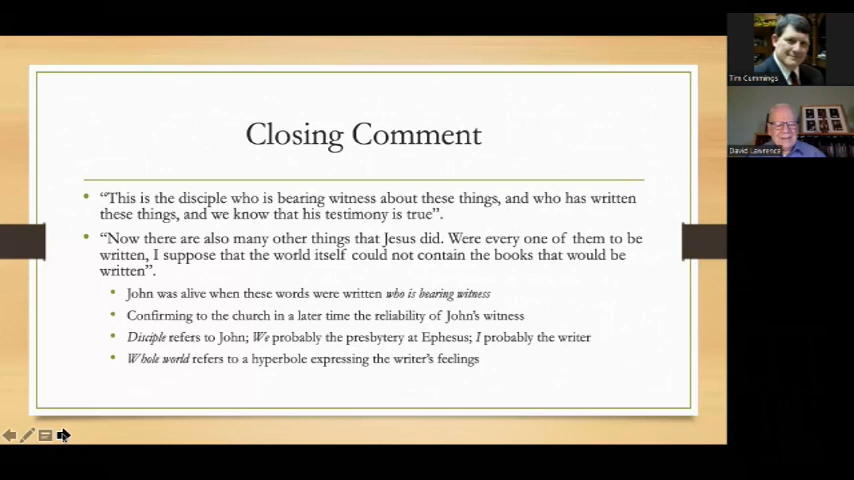 Closing Comment
“This is the disciple who is bearing witness about these things, and who has written
these things, and we know that his testimony is true”.
“Now there are also many other things that Jesus did. Were every one of them to be
written, I suppose that the world itself could not contain the books that would be
written”.
John was alive when these words were written who is bearing witness
Confirming to the church in a later time the reliability of John’s witness
Disciple refers to John; We probably the presbytery at Ephesus; I probably the writer
Whole world refers to a hyperbole expressing the writer’s feelings
Tim Cummings
David Lawrence